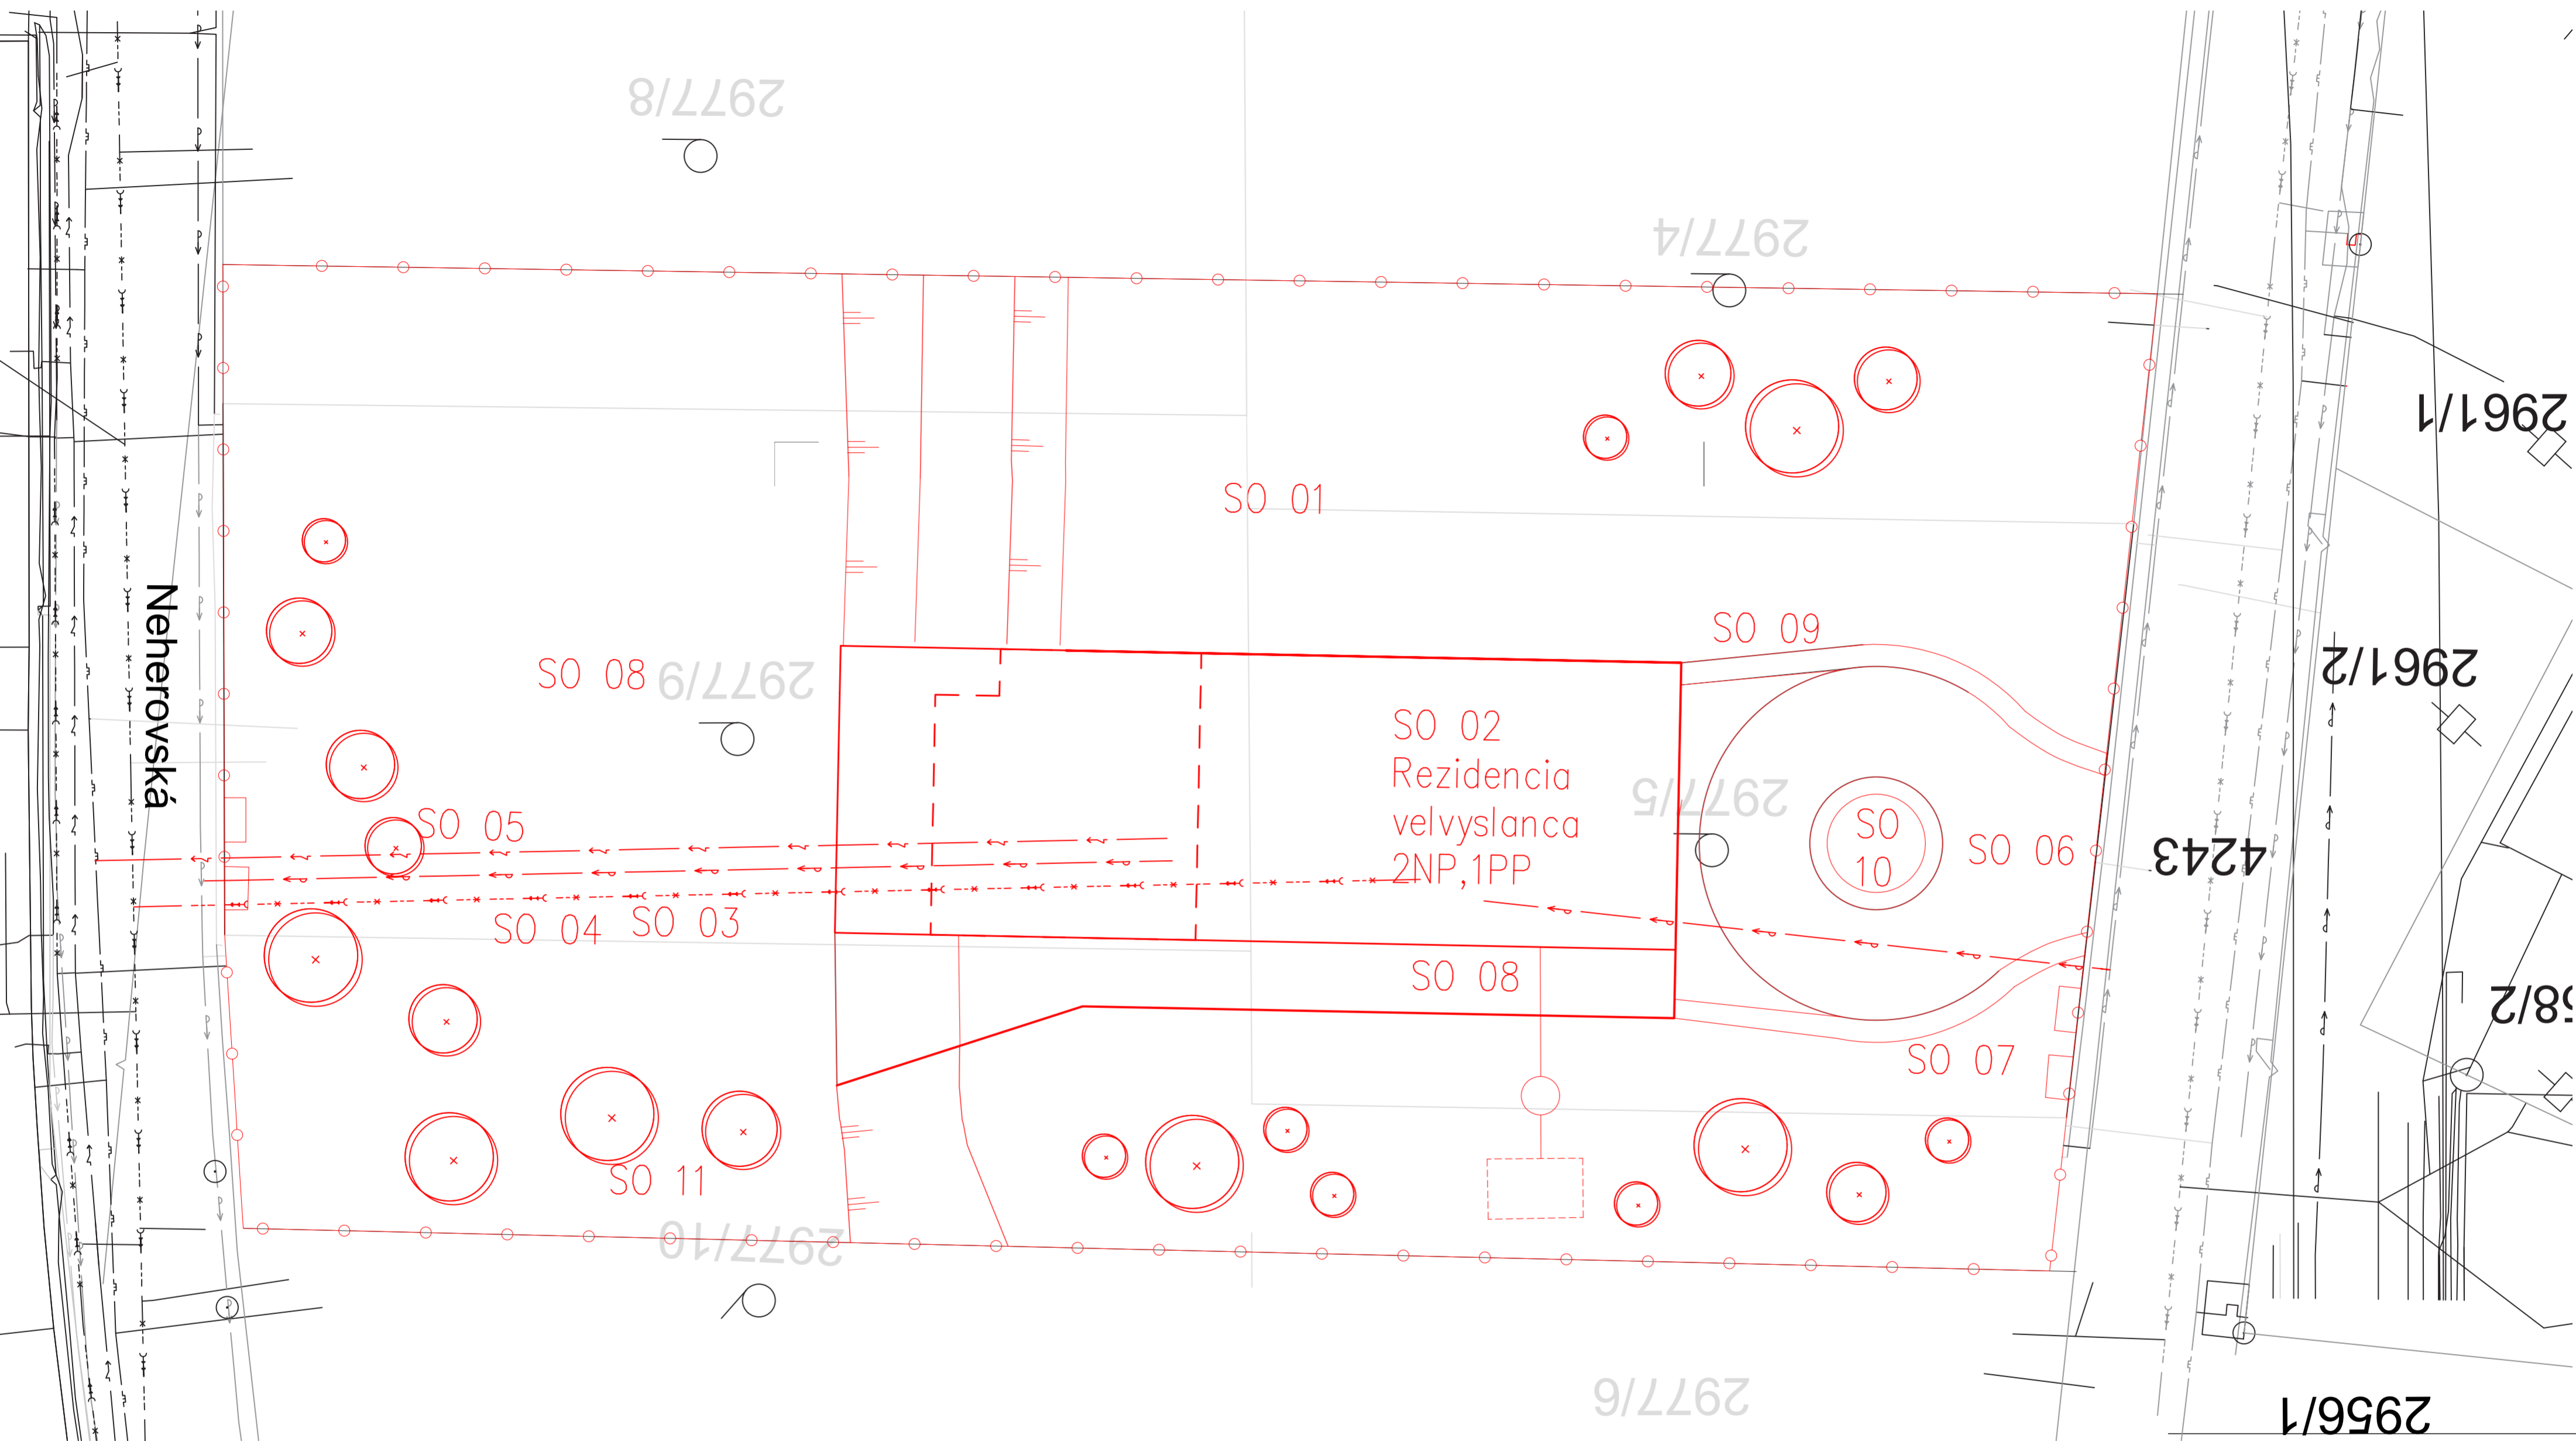 2977/8
2977/4
2961/1
SO 01
SO 09
Neherovská
SO 08
2977/9
2961/2
SO 02
Rezidencia
velvyslanca
2NP,1PP
2977/5
SO 05
SO
10
SO 06
4243
SO 04
SO 03
SO 08
SO 07
58/2
SO 11
2977/10
2977/6
2956/1